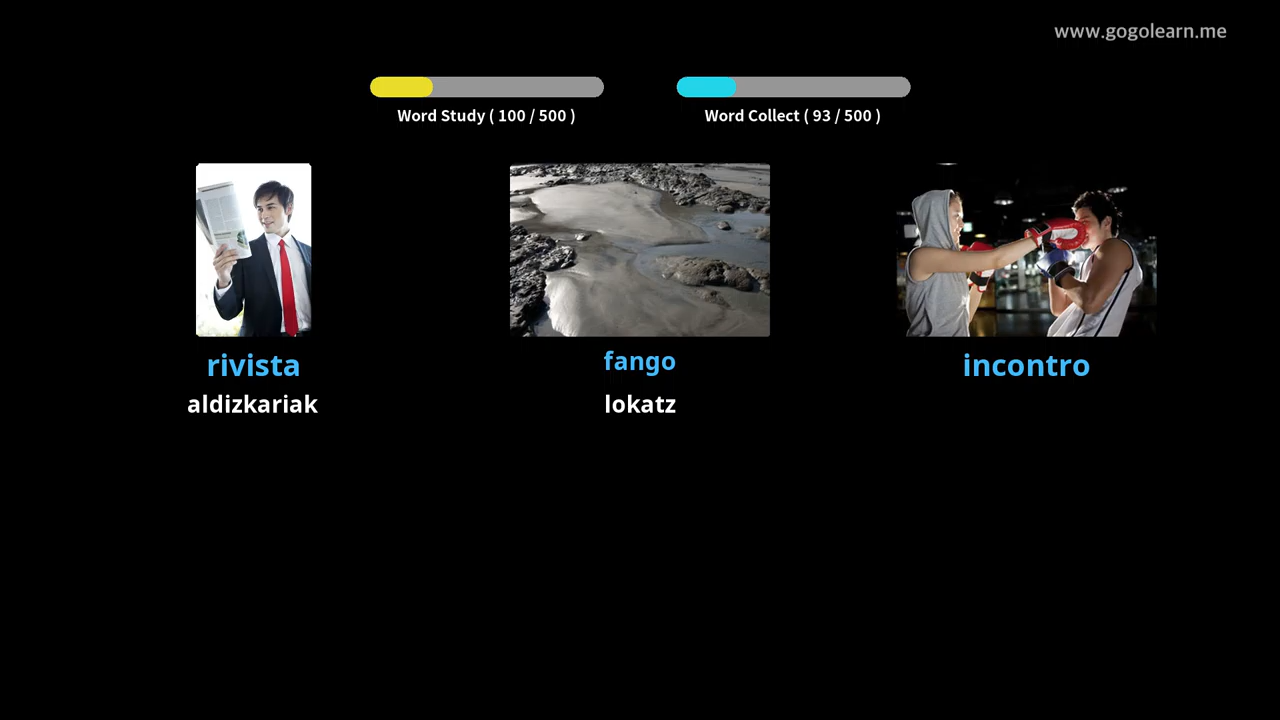 www.gogolearn.me
Word Study ( 100 / 500 )
Word Collect ( 93 / 500 )
rivista
aldizkariak
fango
lokatz
incontro